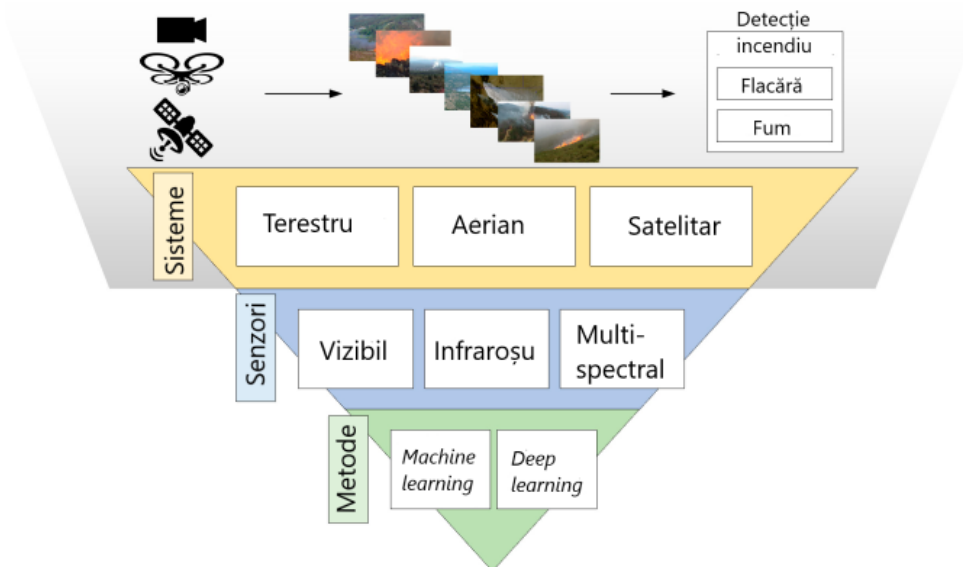 Detecție
incendiu
Flacără
Fum
Sisteme
Terestru
Aerian
Satelitar
Senzori
Vizibil
Infraroșu
Multi-
spectral
Metode
Machine
learning
Deep
learning